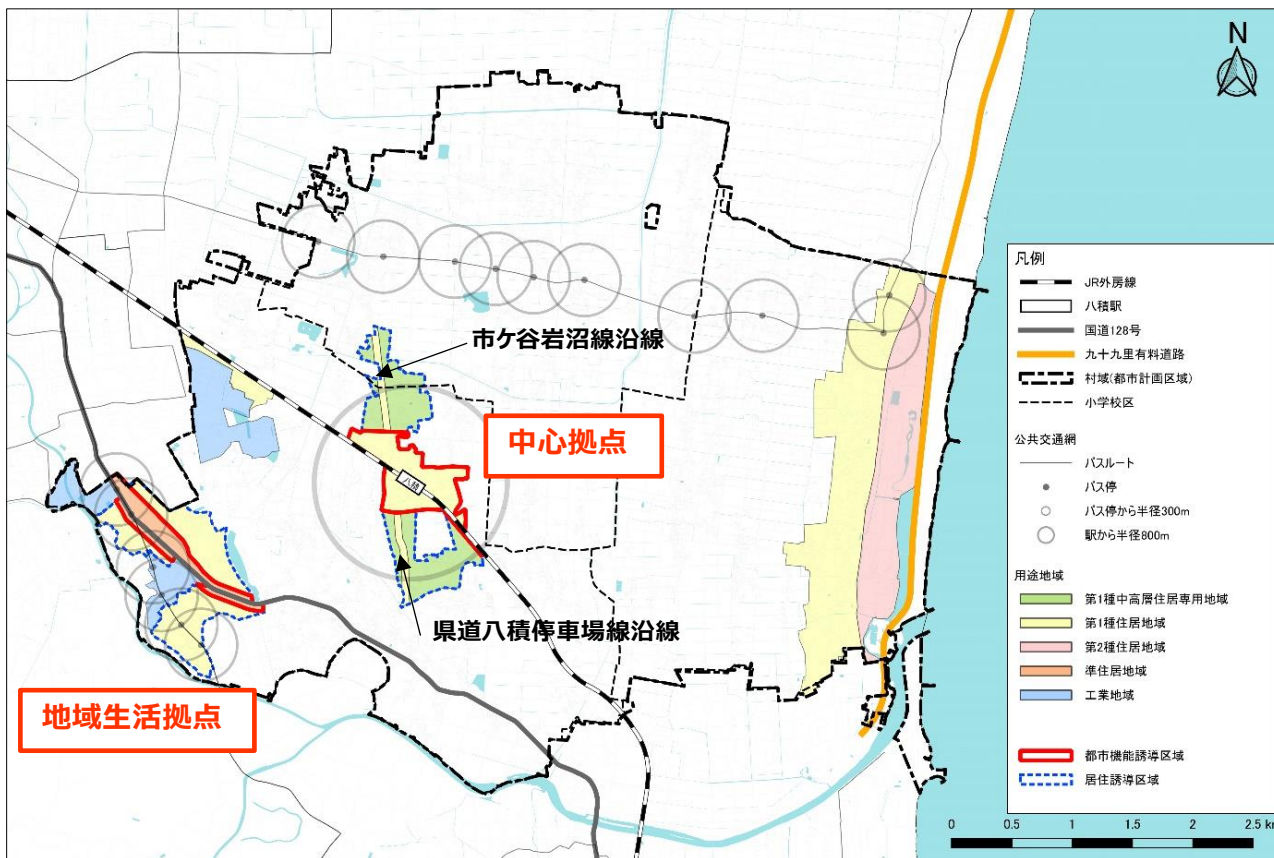 N
市ケ谷岩沼線沿線
中心拠点
八積
県道八積停車場線沿線
地域生活拠点
凡例
JR外房線
八積駅
国道128号
九十九里有料道路
村域(都市計画区域)
小学校区
公共交通網
バスルート
バス停
バス停から半径300m
駅から半径800m
用途地域
第1種中高層住居専用地域
第1種住居地域
第2種住居地域
準住居地域
工業地域
都市機能誘導区域
居住誘導区域
0 0.5 1 1.5 2 2.5 km